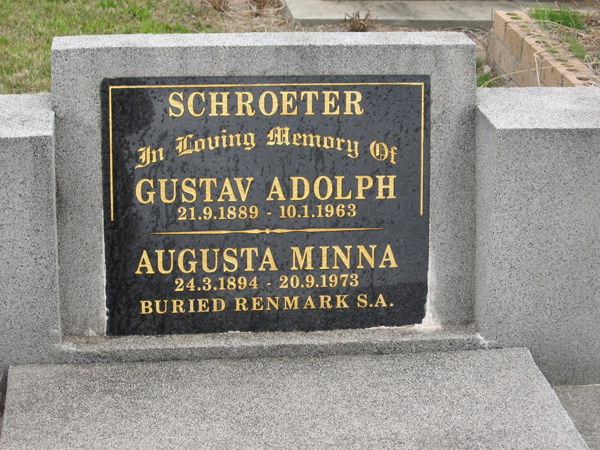 SCHROETER
In Loving Memory Of
GUSTAV ADOLPH
21.9.1889 - 10.1.1963
AUGUSTA MINNA
24.3.1894 - 20.9.1973
BURIED RENMARK S.A.